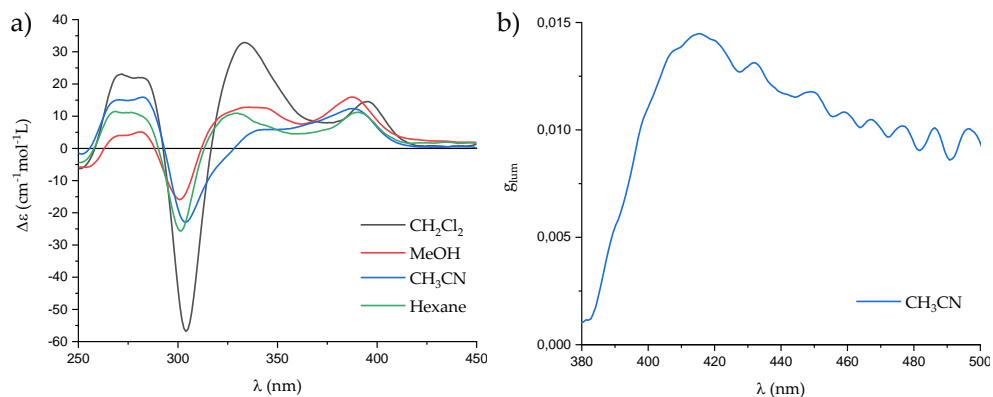 a)
40
30
20
10
0
-10
-20
-30
-40
-50
-60
Δε (cm⁻¹mol⁻¹L)
CH₂Cl₂
MeOH
CH₃CN
Hexane
250 300 350 400 450
λ (nm)
b)
0,015
0,010
0,005
0,000
g_lum
CH₃CN
380 400 420 440 460 480 500
λ (nm)